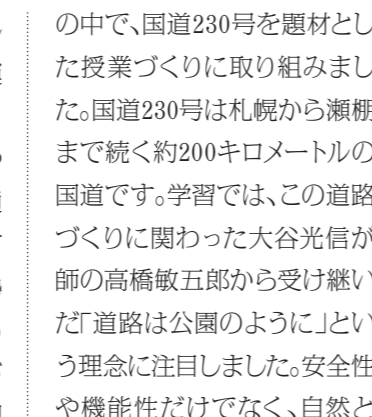 の中で、国道230号を題材とし
た授業づくりに取り組みまし
た。国道230号は札幌から瀬棚
まで続く約200キロメートルの
国道です。学習では、この道路
づくりに関わった大谷光信が
師の高橋敏五郎から受け継い
だ「道路は公園のように」とい
う理念に注目しました。安全性
や機能性だけでなく、自然と